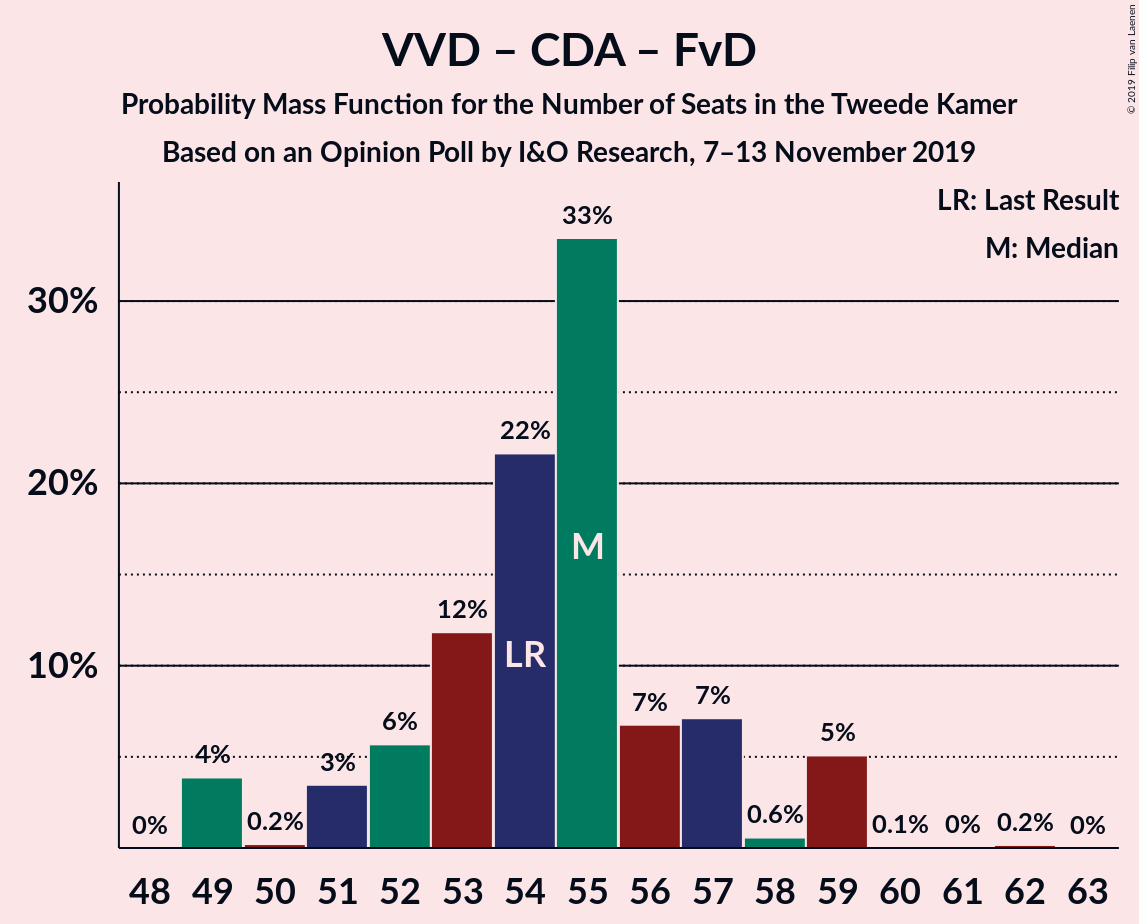 VVD – CDA – FvD
Probability Mass Function for the Number of Seats in the Tweede Kamer
Based on an Opinion Poll by I&O Research, 7–13 November 2019
© 2019 Filip van Laenen
LR: Last Result
M: Median
33%
30%
22%
20%
M
12%
LR
10%
7%
7%
6%
5%
4%
3%
0.6%
0%
0.2%
0.1%
0%
0.2%
0%
48 49 50 51 52 53 54 55 56 57 58 59 60 61 62 63